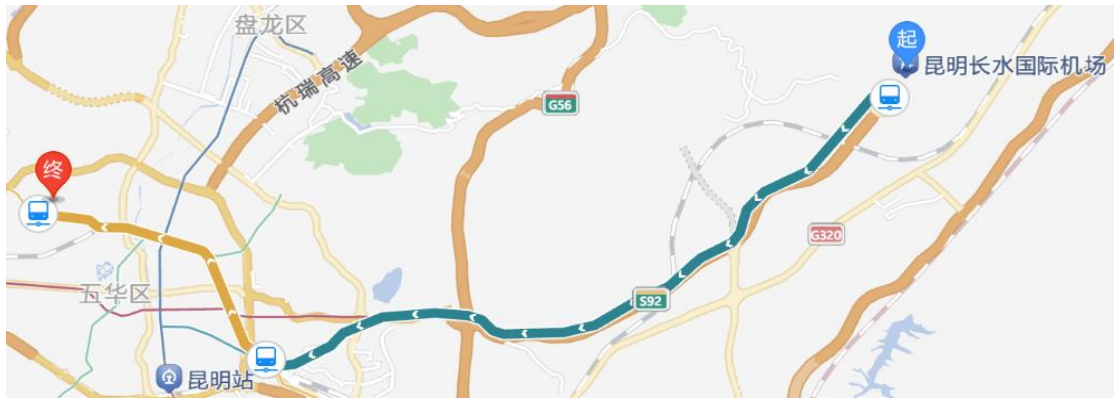 盘龙区
起
昆明长水国际机场
杭瑞高速
G56
终
G320
五华区
S92
昆明站